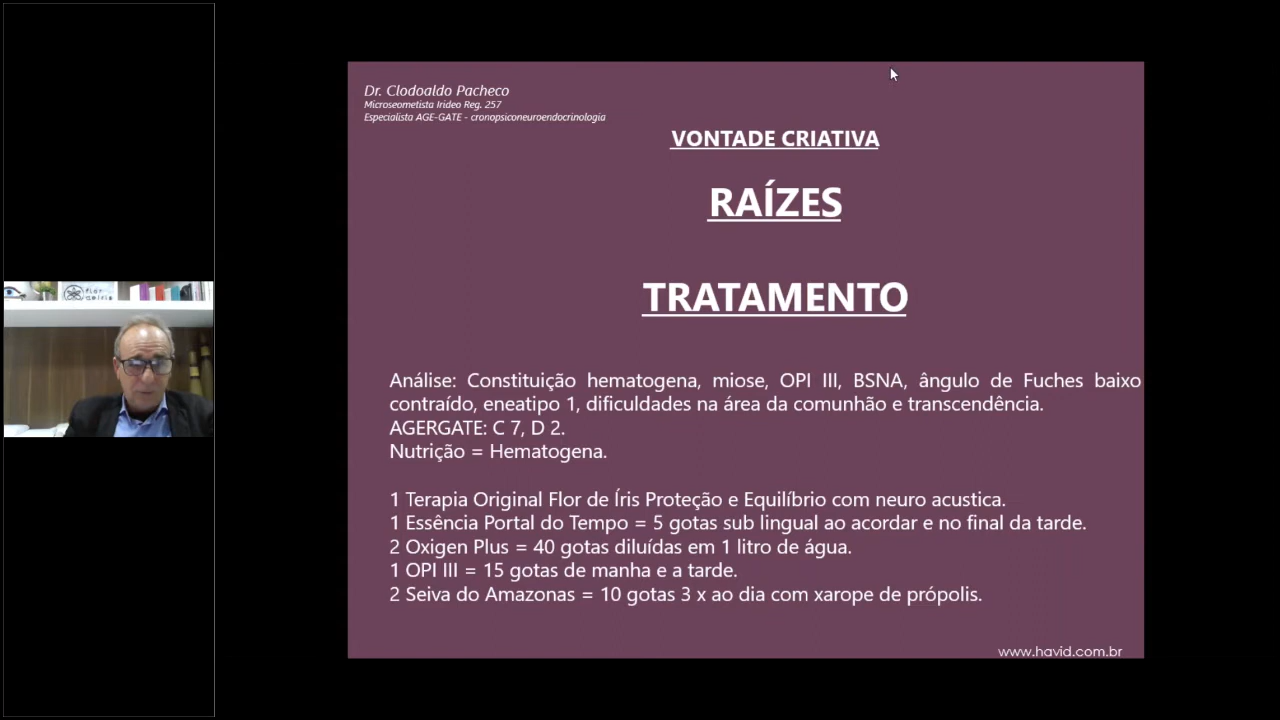 Dr. Clodoaldo Pacheco
Microseometista Irideo Reg. 257
Especialista AGE-GATE - cronopsiconeuroendocrinologia
VONTADE CRIATIVA
RAÍZES
TRATAMENTO
Análise: Constituição hematogena, miose, OPI III, BSNA, ângulo de Fuches baixo
contraído, eneatipo 1, dificuldades na área da comunhão e transcendência.
AGERGATE: C 7, D 2.
Nutrição = Hematogena.
1 Terapia Original Flor de Íris Proteção e Equilíbrio com neuro acustica.
1 Essência Portal do Tempo = 5 gotas sub lingual ao acordar e no final da tarde.
2 Oxigen Plus = 40 gotas diluídas em 1 litro de água.
1 OPI III = 15 gotas de manha e a tarde.
2 Seiva do Amazonas = 10 gotas 3 x ao dia com xarope de própolis.
www.havid.com.br
flor